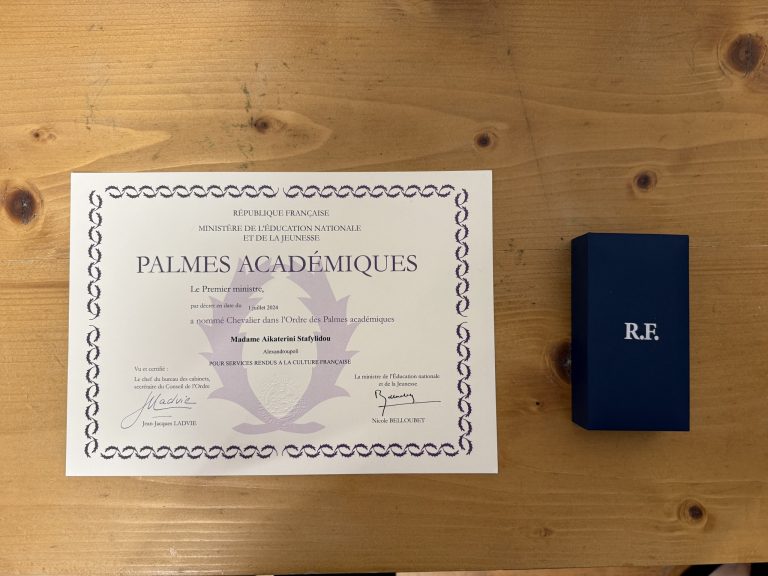 RÉPUBLIQUE FRANÇAISE
MINISTÈRE DE L'ÉDUCATION NATIONALE
ET DE LA JEUNESSE
PALMES ACADÉMIQUES
Le Premier ministre,
par décret en date du 1 juillet 2024
a nommé Chevalier dans l'Ordre des Palmes académiques
Madame Aikaterini Stafylidou
Alexandroupoli
POUR SERVICES RENDUS A LA CULTURE FRANÇAISE
Vu et certifié :
Le chef du bureau des cabinets,
secrétaire du Conseil de l'Ordre
Jean-Jacques LADVIE
La ministre de l'Éducation nationale
et de la Jeunesse
Nicole BELLOUBET
R.F.